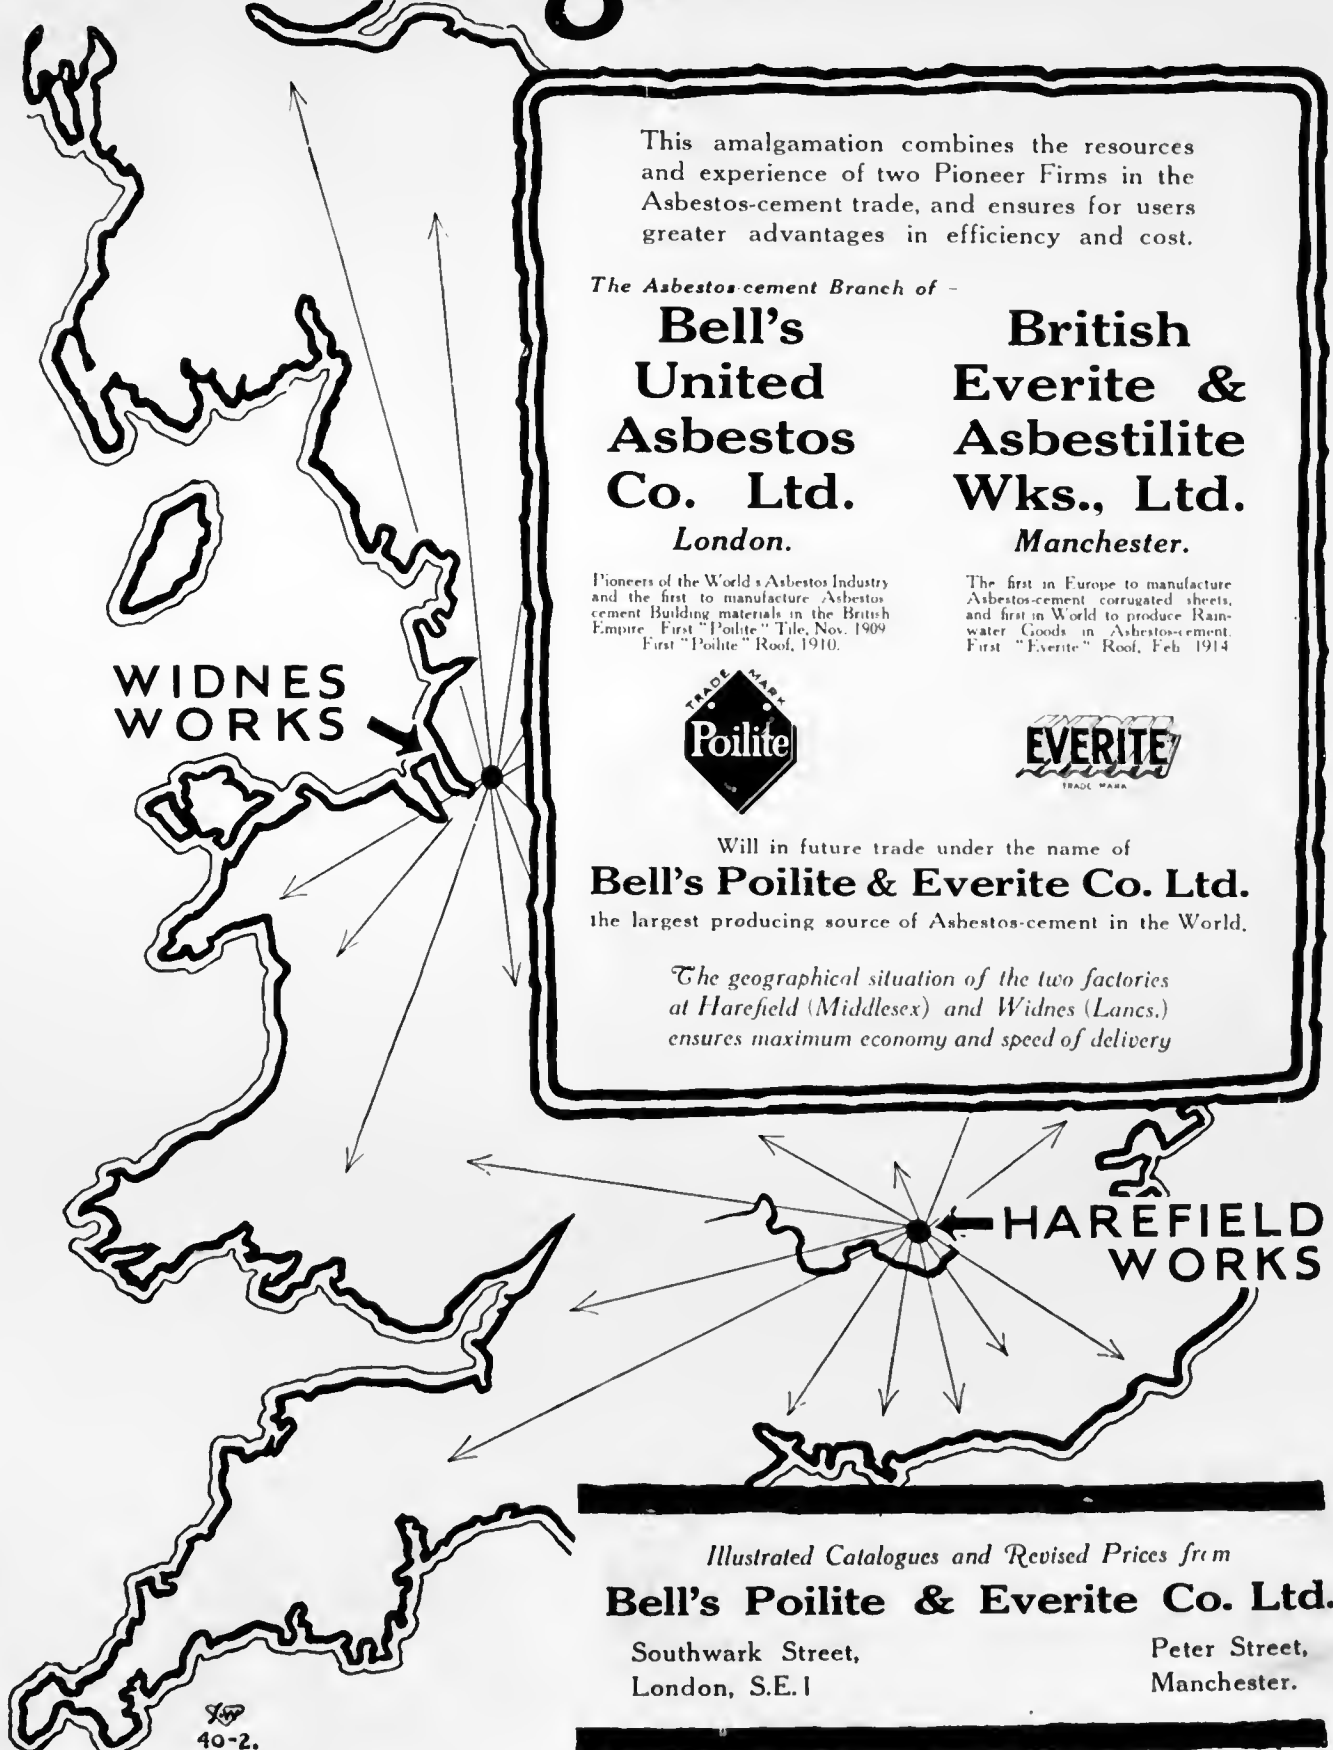 This amalgamation combines the resources
and experience of two Pioneer Firms in the
Asbestos-cement trade, and ensures for users
greater advantages in efficiency and cost.
The Asbestos-cement Branch of -
Bell's
United
Asbestos
Co. Ltd.
London.
Pioneers of the World's Asbestos Industry
and the first to manufacture Asbestos
cement Building materials in the British
Empire. First "Poilite" Tile, Nov. 1909
First "Poilite" Roof, 1910.
TRADE MARK
Poilite
British
Everite &
Asbestilite
Wks., Ltd.
Manchester.
The first in Europe to manufacture
Asbestos-cement corrugated sheets,
and first in World to produce Rain-
water Goods in Asbestos-cement.
First "Everite" Roof, Feb 1914
EVERITE
TRADE MARK
WIDNES
WORKS
Will in future trade under the name of
Bell's Poilite & Everite Co. Ltd.
the largest producing source of Asbestos-cement in the World.
The geographical situation of the two factories
at Harefield (Middlesex) and Widnes (Lancs.)
ensures maximum economy and speed of delivery
HAREFIELD
WORKS
Illustrated Catalogues and Revised Prices from
Bell's Poilite & Everite Co. Ltd.
Southwark Street,
London, S.E.1
Peter Street,
Manchester.
40-2.